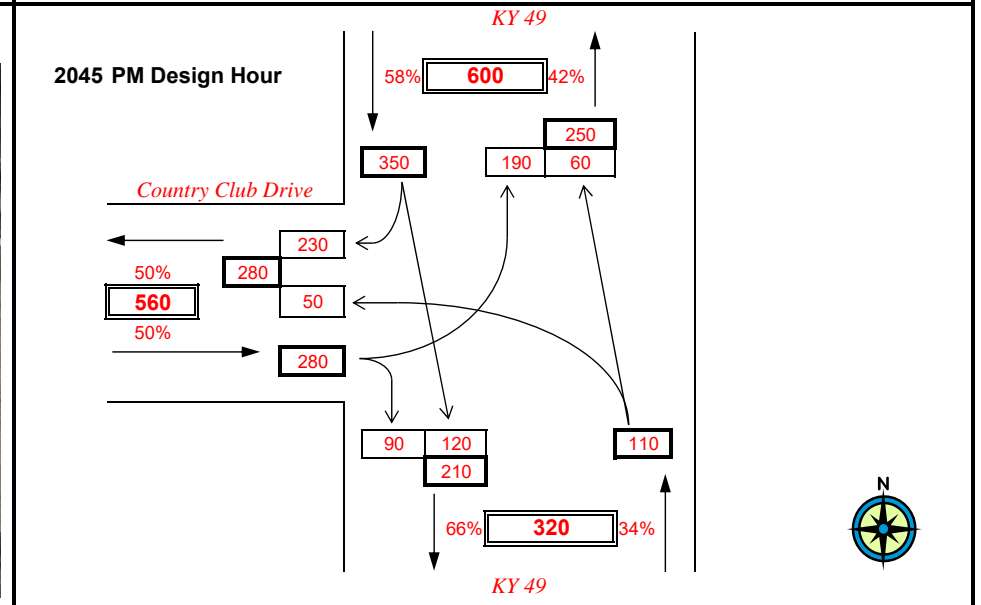 KY 49
2045 PM Design Hour
58% 600 42%
250
350 190 60
Country Club Drive
230
50% 280
560 50
50%
280
90 120 110
210
N
66% 320 34%
KY 49